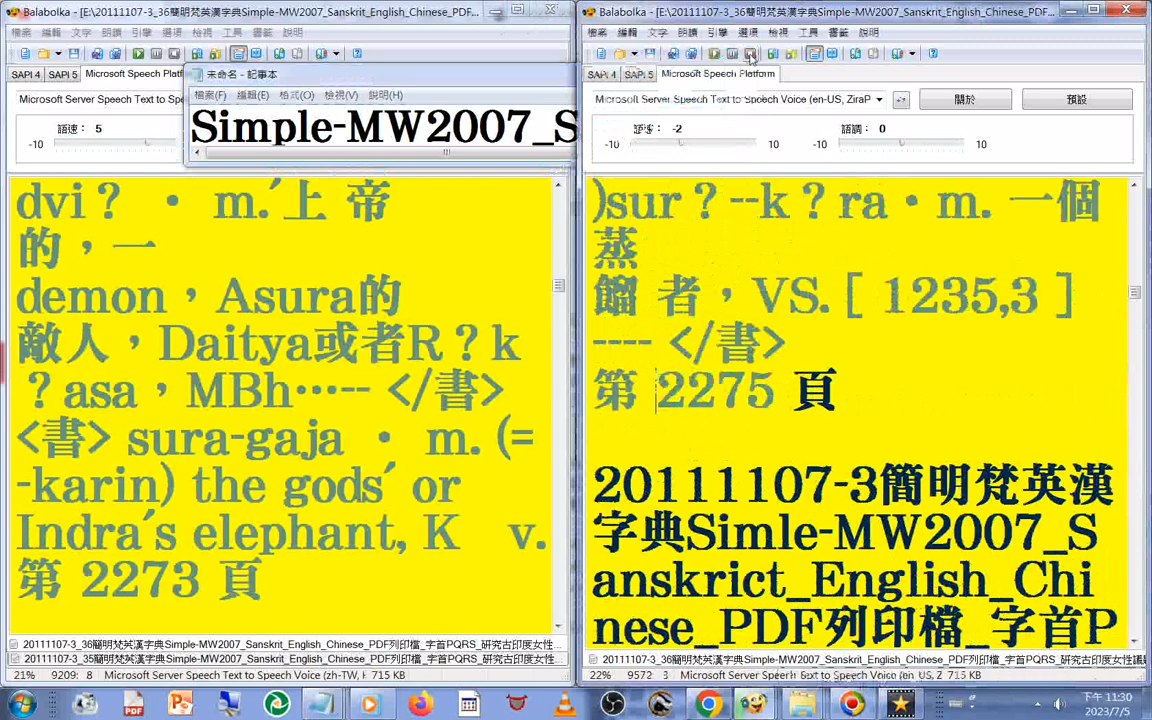 Balabolka - [E:\20111107-3_36簡明梵英漢字典Simple-MW2007_Sanskrit_English_Chinese_PDF...
檔案 編輯 文字 朗讀 引擎 選項 檢視 工具 書籤 說明
SAPI 4 SAPI 5 Microsoft Speech Platf
Microsoft Server Speech Text to Speech Voice (zh-TW,
語速： 5
-10
未命名 - 記事本
檔案(F) 編輯(E) 格式(O) 檢視(V) 說明(H)
Simple-MW2007_S
dvi？ • m.′上 帝
的，一
demon，Asura的
敵人，Daitya或者R？k
？asa，MBh…-- </書>
<書> sura-gaja • m. (=
-karin) the gods′ or
Indra′s elephant, K v.
第 2273 頁
20111107-3_36簡明梵英漢字典Simple-MW2007_Sanskrit_English_Chinese_PDF列印檔_字首PQRS_研究古印度女性...
20111107-3_35簡明梵英漢字典Simple-MW2007_Sanskrit_English_Chinese_PDF列印檔_字首PQRS_研究古印度女性...
21% 9209: 8 Microsoft Server Speech Text to Speech Voice (zh-TW, 715 KB
Balabolka - [E:\20111107-3_36簡明梵英漢字典Simple-MW2007_Sanskrit_English_Chinese_PDF...
檔案 編輯 文字 朗讀 引擎 選項 檢視 工具 書籤 說明
SAPI 4 SAPI 5 Microsoft Speech Platform
Microsoft Server Speech Text to Speech Voice (en-US, ZiraP
關於 預設
語速： -2 語調： 0
-10 10 -10 10
)sur？--k？ra • m. 一個
蒸
餾 者，VS.［ 1235,3 ］
---- </書>
第 2275 頁
20111107-3簡明梵英漢
字典Simle-MW2007_S
anskrict_English_Chi
nese_PDF列印檔_字首P
20111107-3_36簡明梵英漢字典Simple-MW2007_Sanskrit_English_Chinese_PDF列印檔_字首PQRS_研究古印度女性
22% 9572: 3 Microsoft Server Speech Text to Speech Voice (en-US, 715 KB
下午 11:30
2023/7/5